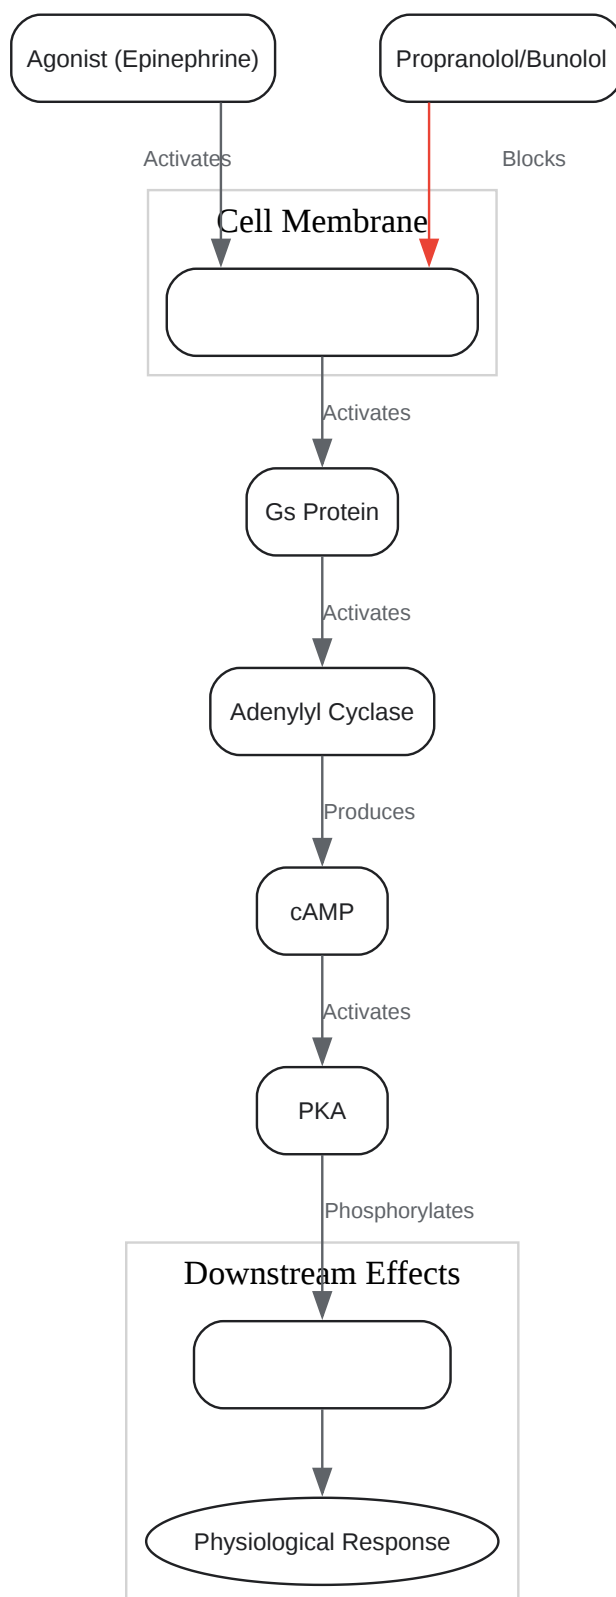 Agonist (Epinephrine)
Propranolol/Bunolol
Activates
Blocks
Cell Membrane
Activates
Gs Protein
Activates
Adenylyl Cyclase
Produces
cAMP
Activates
PKA
Phosphorylates
Downstream Effects
Physiological Response